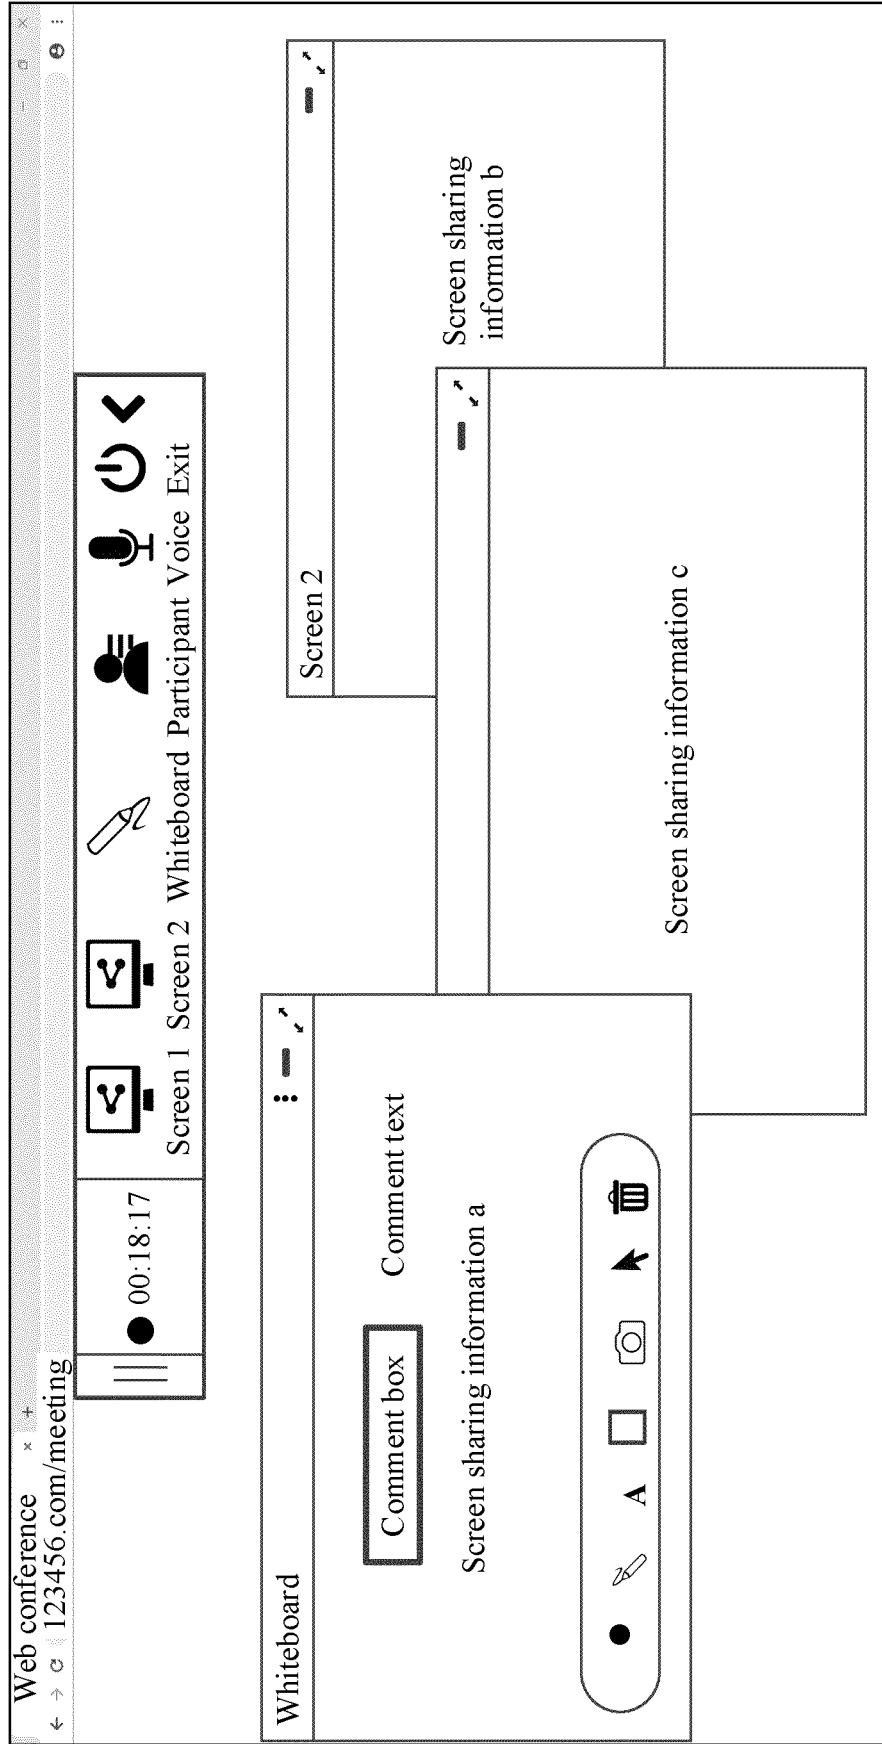 Web conference
123456.com/meeting
00:18:17
Screen 1 Screen 2 Whiteboard Participant Voice Exit
Whiteboard
Comment box
Comment text
Screen sharing information a
A
Screen 2
Screen sharing
information b
Screen sharing information c